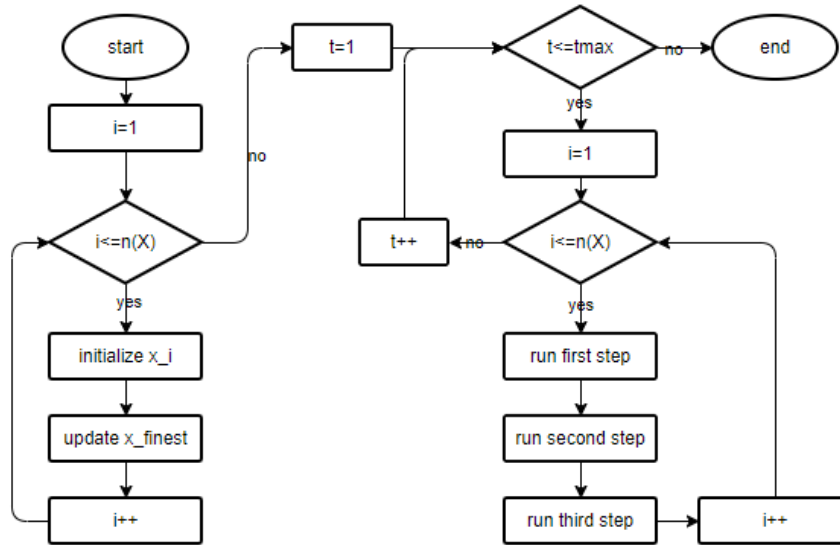 start
i=1
i<=n(X)
yes
initialize x_i
update x_finest
i++
no
t=1
t<=tmax
no
end
yes
i=1
i<=n(X)
no
t++
yes
run first step
run second step
run third step
i++